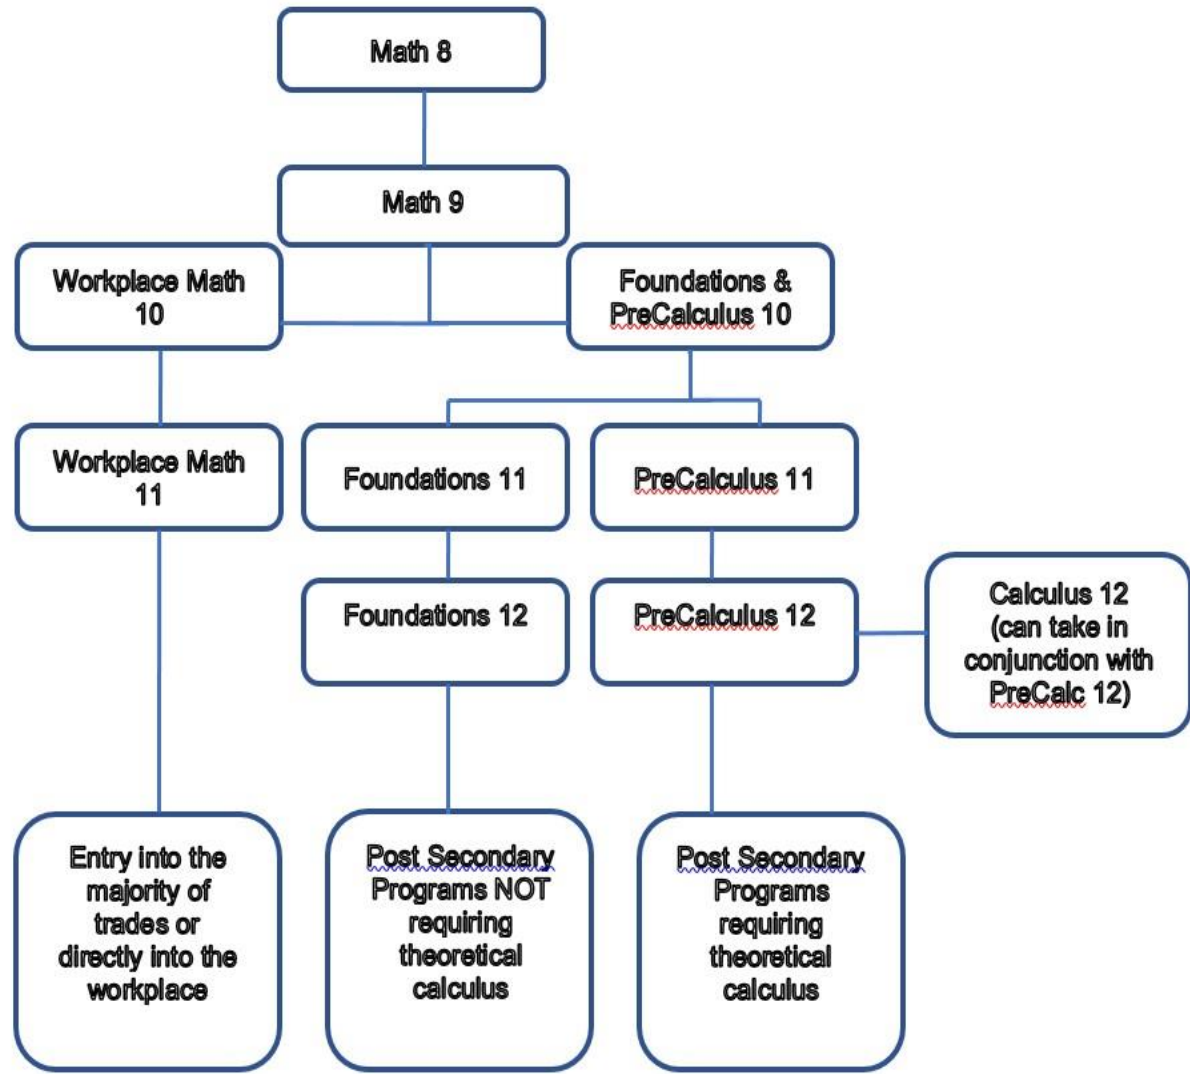 Math 8
Math 9
Workplace Math
10
Foundations &
PreCalculus 10
Workplace Math
11
Foundations 11
PreCalculus 11
Foundations 12
PreCalculus 12
Calculus 12
(can take in
conjunction with
PreCalc 12)
Entry into the
majority of
trades or
directly into the
workplace
Post Secondary
Programs NOT
requiring
theoretical
calculus
Post Secondary
Programs
requiring
theoretical
calculus